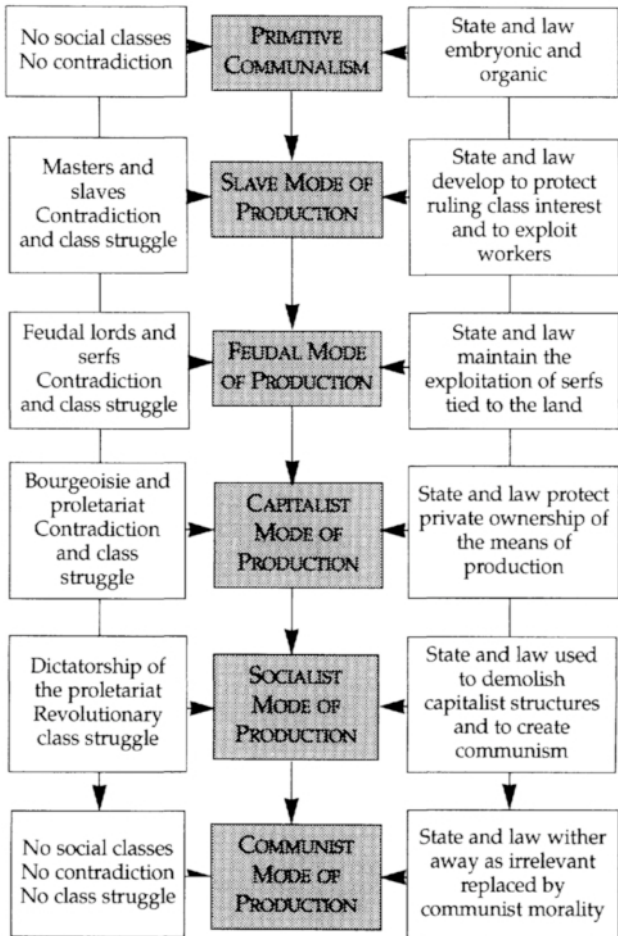 No social classes
No contradiction
PRIMITIVE
COMMUNALISM
State and law
embryonic and
organic
Masters and
slaves
Contradiction
and class struggle
SLAVE MODE OF
PRODUCTION
State and law
develop to protect
ruling class interest
and to exploit
workers
Feudal lords and
serfs
Contradiction
and class struggle
FEUDAL MODE
OF PRODUCTION
State and law
maintain the
exploitation of serfs
tied to the land
Bourgeoisie and
proletariat
Contradiction
and class
struggle
CAPITALIST
MODE OF
PRODUCTION
State and law protect
private ownership of
the means of
production
Dictatorship of
the proletariat
Revolutionary
class struggle
SOCIALIST
MODE OF
PRODUCTION
State and law used
to demolish
capitalist structures
and to create
communism
No social classes
No contradiction
No class struggle
COMMUNIST
MODE OF
PRODUCTION
State and law wither
away as irrelevant
replaced by
communist morality